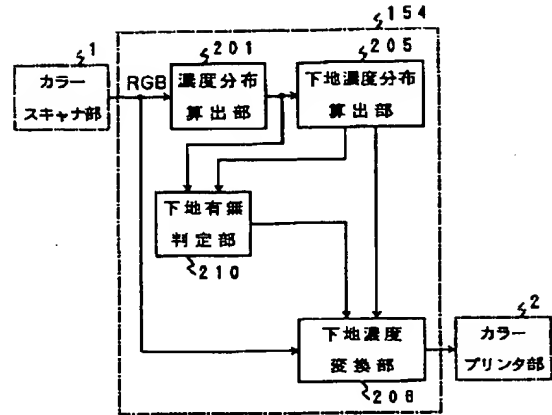 154
1
カラー
スキャナ部
RGB
201
濃度分布
算出部
205
下地濃度分布
算出部
下地有無
判定部
210
下地濃度
変換部
206
2
カラー
プリンタ部